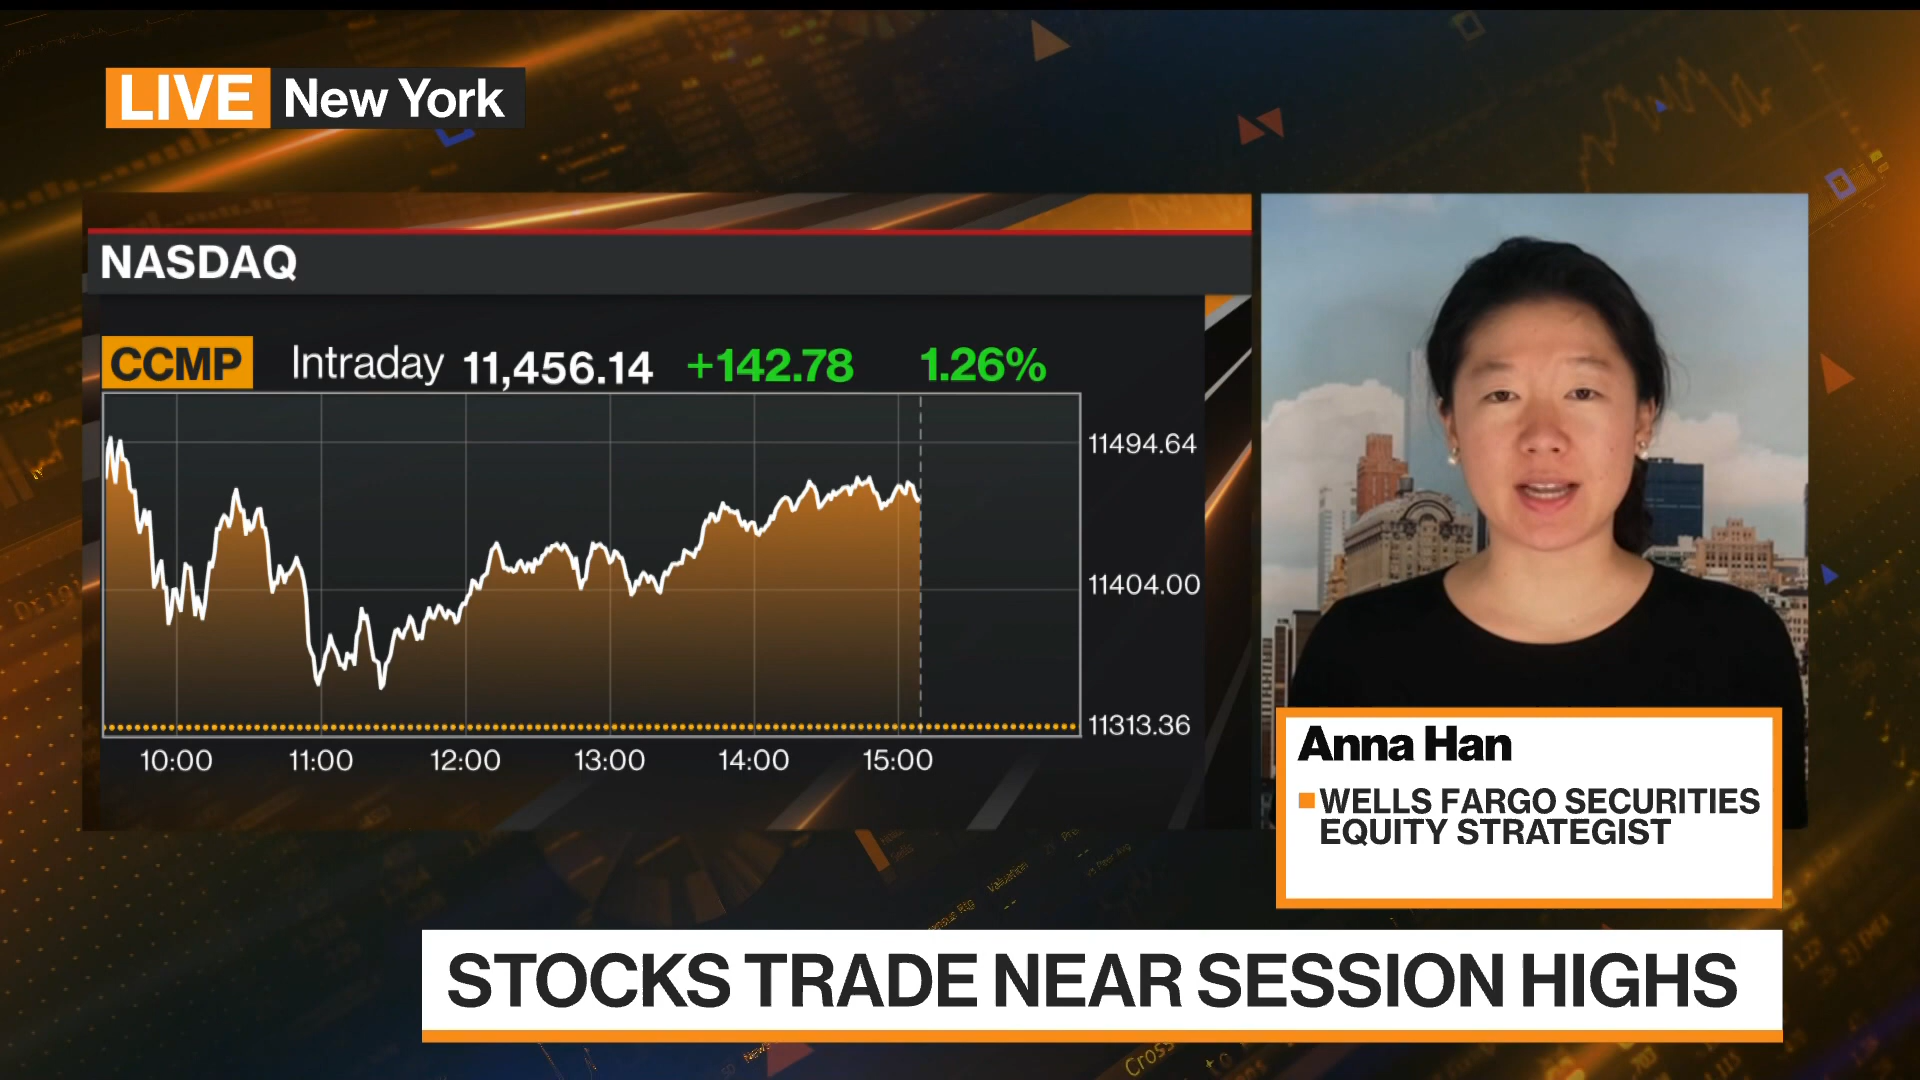 LIVE New York
NASDAQ
CCMP Intraday 11,456.14 +142.78 1.26%
11494.64
11404.00
11313.36
10:00 11:00 12:00 13:00 14:00 15:00
Anna Han
WELLS FARGO SECURITIES
EQUITY STRATEGIST
STOCKS TRADE NEAR SESSION HIGHS
Valuation
Cross